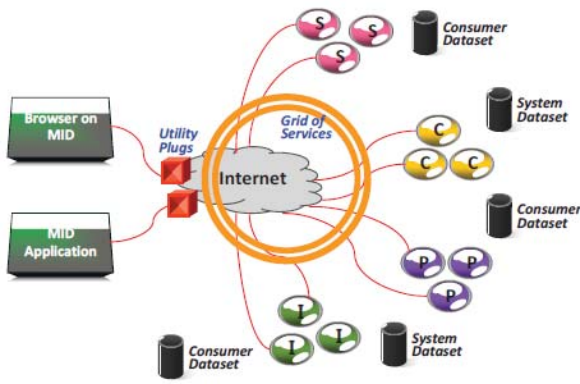 S
S
S
Consumer
Dataset
Browser on
MID
Utility
Plugs
Grid of
Services
System
Dataset
C
C
C
Internet
Consumer
Dataset
MID
Application
P
P
P
I
I
I
Consumer
Dataset
System
Dataset